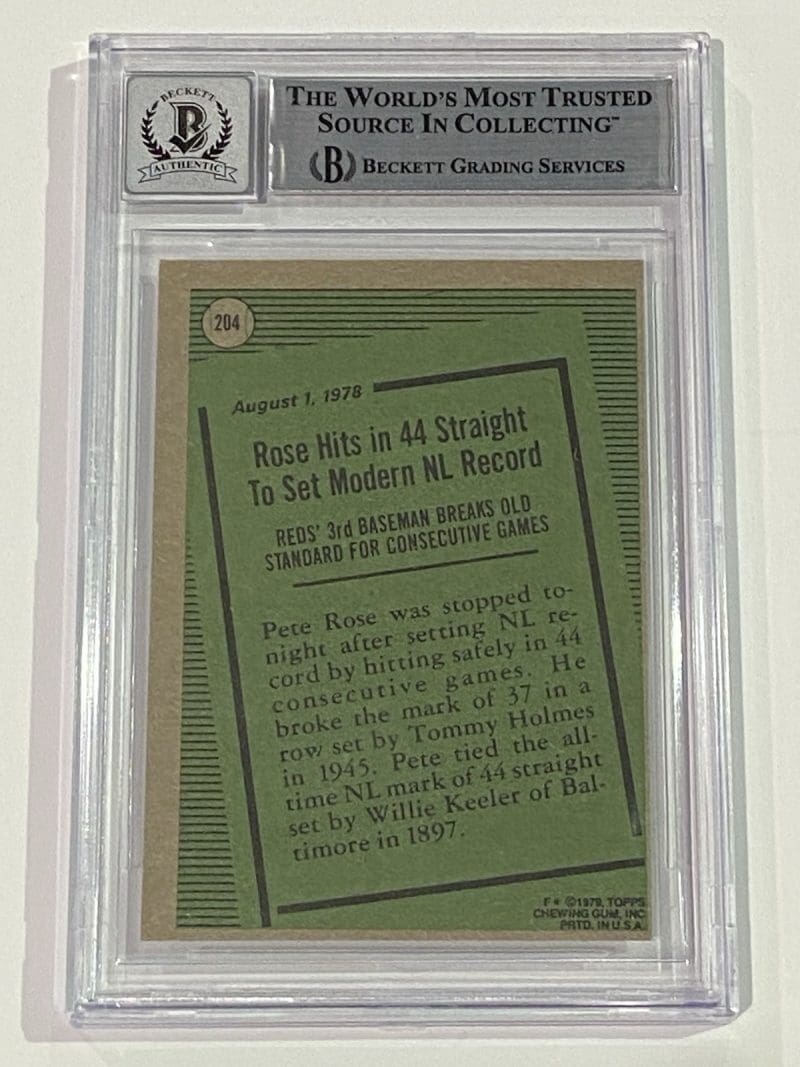 BECKETT
B
AUTHENTIC
THE WORLD'S MOST TRUSTED
SOURCE IN COLLECTING™
B BECKETT GRADING SERVICES
204
August 1, 1978
Rose Hits in 44 Straight
To Set Modern NL Record
REDS' 3rd BASEMAN BREAKS OLD
STANDARD FOR CONSECUTIVE GAMES
Pete Rose was stopped to-
night after setting NL re-
cord by hitting safely in 44
consecutive games. He
broke the mark of 37 in a
row set by Tommy Holmes
in 1945. Pete tied the all-
time NL mark of 44 straight
set by Willie Keeler of Bal-
timore in 1897.
F* ©1979, TOPPS
CHEWING GUM, INC
PRTD. IN U.S.A.